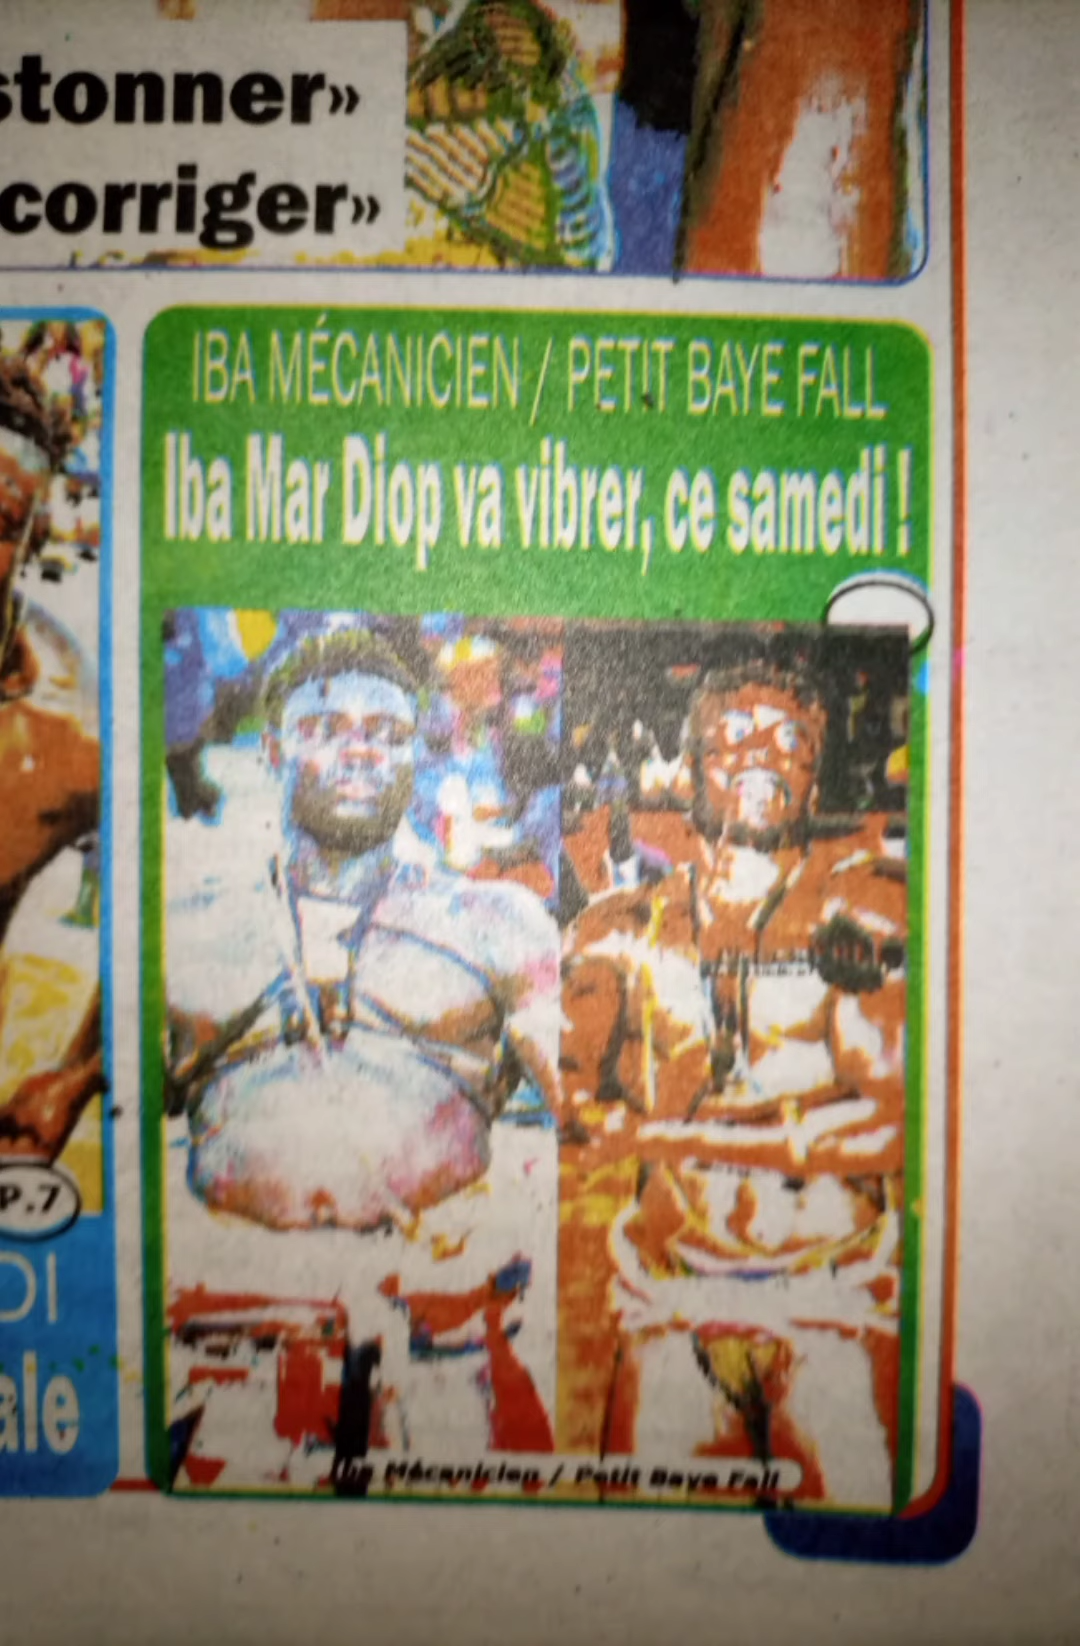 stonner»
corriger»
IBA MÉCANICIEN / PETIT BAYE FALL
Iba Mar Diop va vibrer, ce samedi !
P.7
DI
ale
Iba Mécanicien / Petit Baye Fall